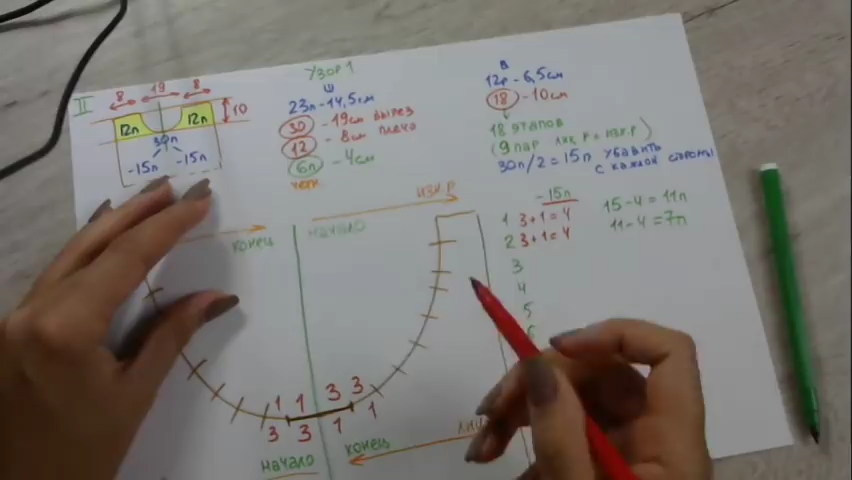 II
8 19 8
10
12п 12п
30п
-15п -15п
УЗОР 1
23п - 14,5см
30 - 19см вырез
12 - 8см плечо
6п - 4см
12р - 6,5см
18 - 10см
18 этапов
(9 пар лиц р = изн.р)
30п/2 = 15п убавить
с каждой стороны
-15п
1 3+1=4
2 3+1=4
3
4
5
6
15-4=11п
11-4=7п
изн р
конец начало
1 1 3 3
3 3 1 1
начало конец